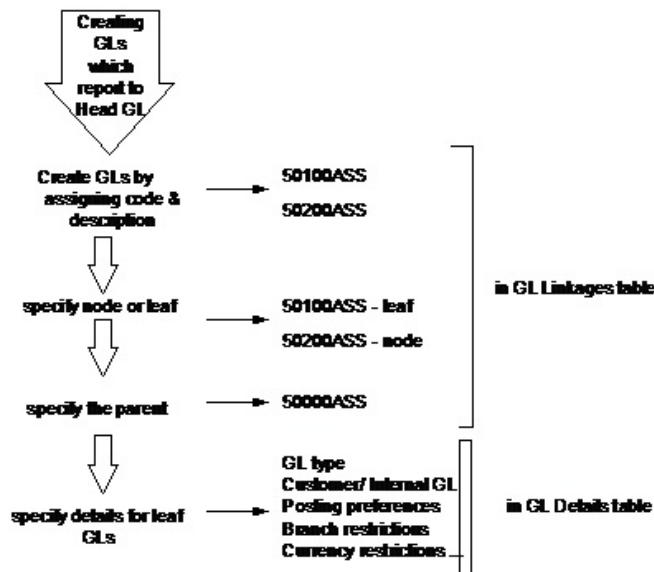 Creating
GLs
which
report to
Head GL
Create GLs by
assigning code &
description
50100ASS
50200ASS
specify node or leaf
50100ASS - leaf
50200ASS - node
in GL Linkages table
specify the parent
50000ASS
specify details for leaf
GLs
GL type
Customer/ Internal GL
Posting preferences
Branch restrictions
Currency restrictions
in GL Details table